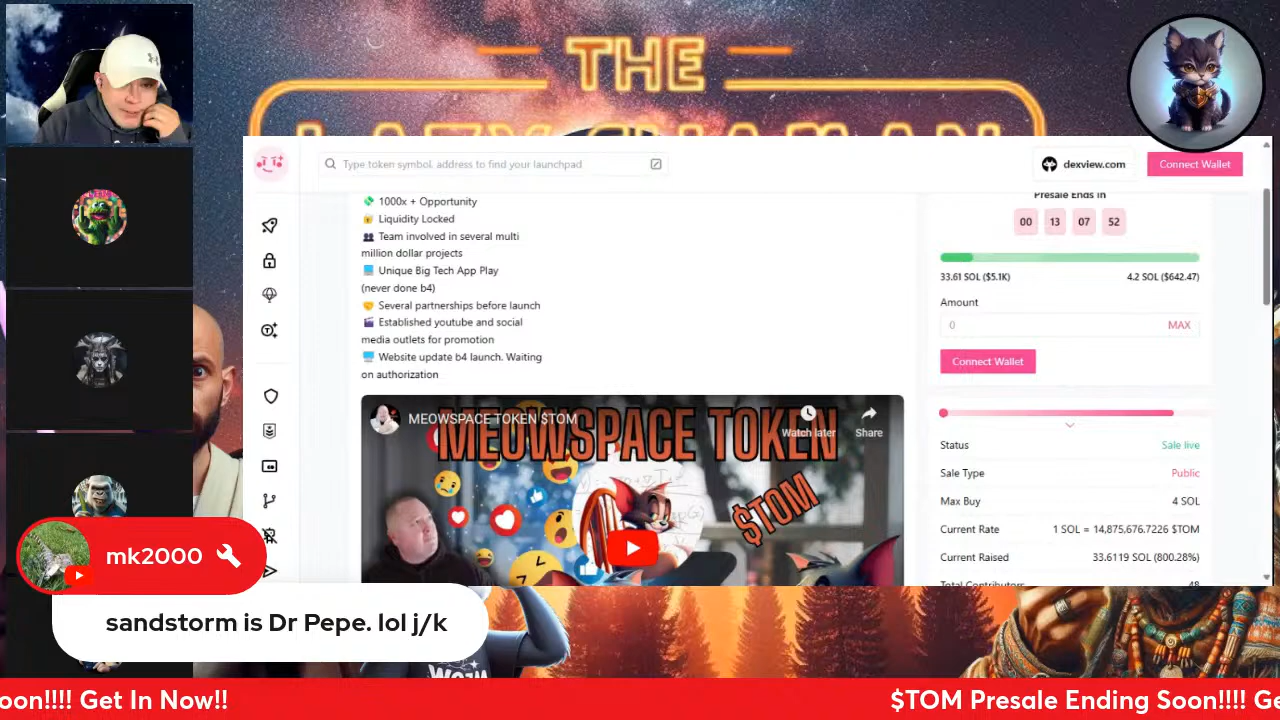 THE
LAZY SHAMAN
Type token symbol, address to find your launchpad
dexview.com
Connect Wallet
1000x + Opportunity
Liquidity Locked
Team involved in several multi
million dollar projects
Unique Big Tech App Play
(never done b4)
Several partnerships before launch
Established youtube and social
media outlets for promotion
Website update b4 launch. Waiting
on authorization
MEOWSPACE TOKEN $TOM
Watch later
Share
MEOWSPACE TOKEN
$TOM
Presale Ends In
00 13 07 52
33.61 SOL ($5.1K) 4.2 SOL ($642.47)
Amount
0 MAX
Connect Wallet
Status Sale live
Sale Type Public
Max Buy 4 SOL
Current Rate 1 SOL = 14,875,676.7226 $TOM
Current Raised 33.6119 SOL (800.28%)
Total Contributors 48
mk2000
sandstorm is Dr Pepe. lol j/k
oon!!!! Get In Now!! $TOM Presale Ending Soon!!!! Ge